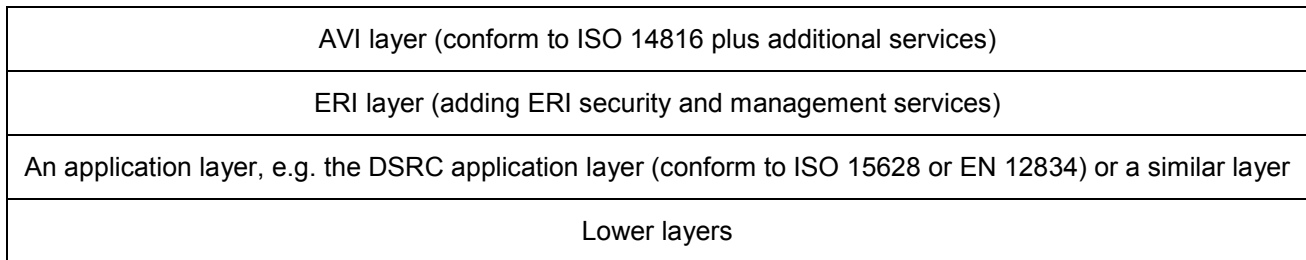 AVI layer (conform to ISO 14816 plus additional services)
ERI layer (adding ERI security and management services)
An application layer, e.g. the DSRC application layer (conform to ISO 15628 or EN 12834) or a similar layer
Lower layers